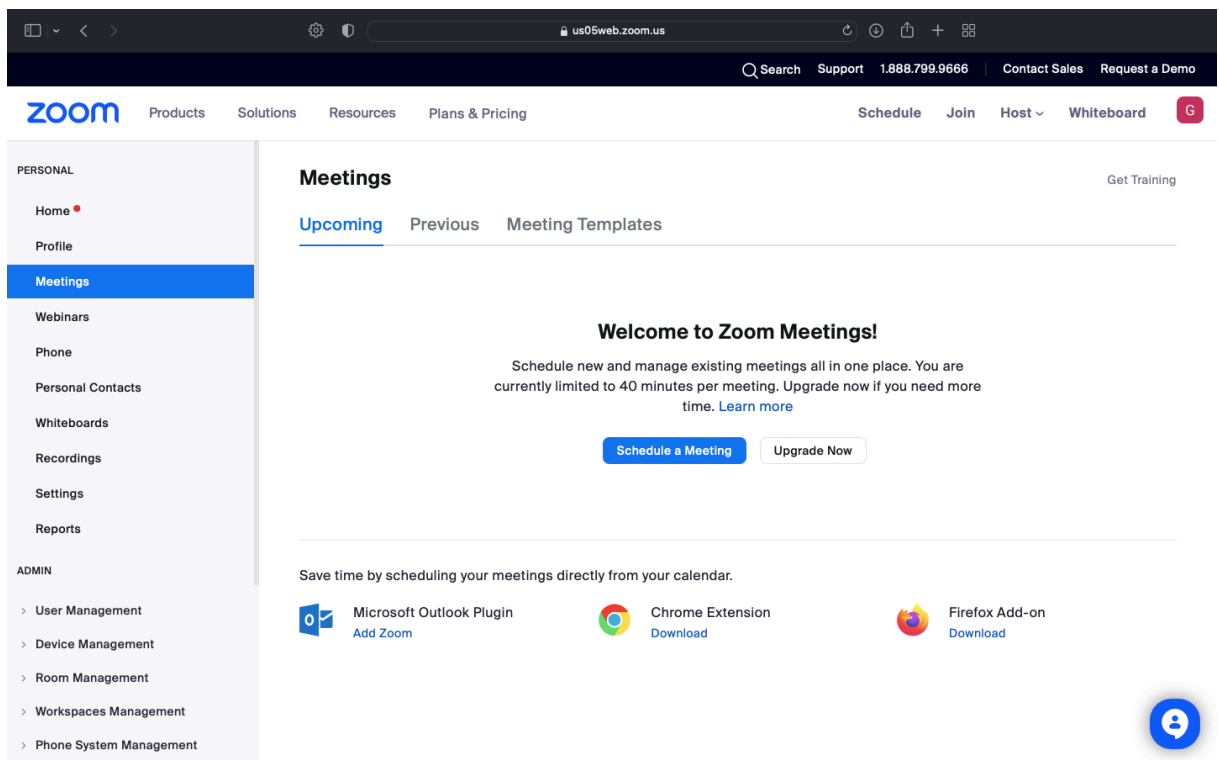 us05web.zoom.us
Search Support 1.888.799.9666 Contact Sales Request a Demo
zoom Products Solutions Resources Plans & Pricing Schedule Join Host Whiteboard G
PERSONAL
Home
Profile
Meetings
Webinars
Phone
Personal Contacts
Whiteboards
Recordings
Settings
Reports
ADMIN
User Management
Device Management
Room Management
Workspaces Management
Phone System Management
Meetings
Get Training
Upcoming Previous Meeting Templates
Welcome to Zoom Meetings!
Schedule new and manage existing meetings all in one place. You are
currently limited to 40 minutes per meeting. Upgrade now if you need more
time. Learn more
Schedule a Meeting Upgrade Now
Save time by scheduling your meetings directly from your calendar.
Microsoft Outlook Plugin
Add Zoom
Chrome Extension
Download
Firefox Add-on
Download